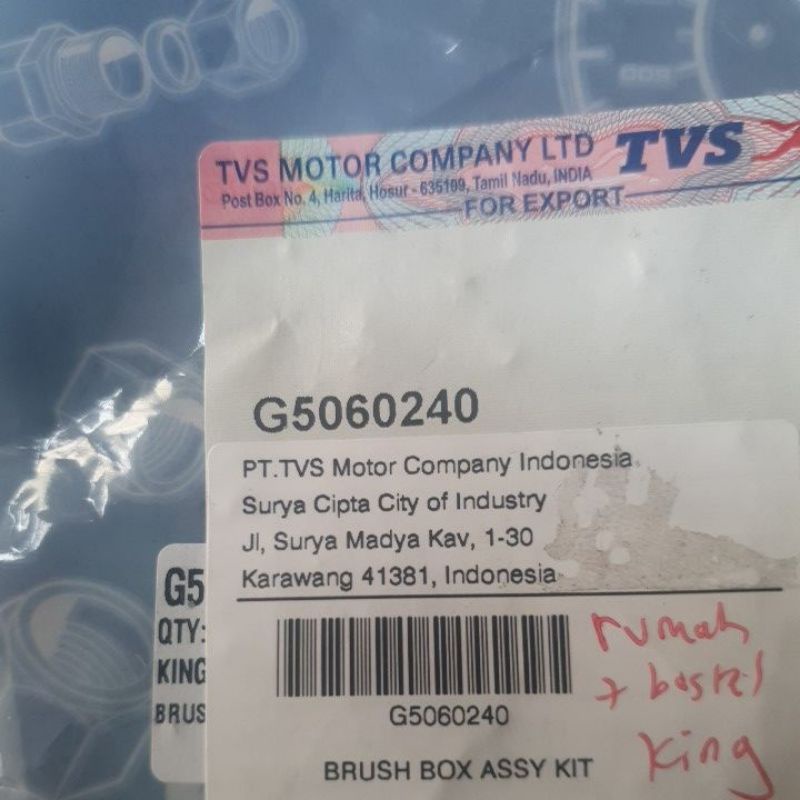 TVS MOTOR COMPANY LTD TVS
Post Box No. 4, Harita, Hosur - 635109, Tamil Nadu, INDIA
FOR EXPORT
G5060240
PT.TVS Motor Company Indonesia
Surya Cipta City of Industry
Jl, Surya Madya Kav, 1-30
Karawang 41381, Indonesia
G5
QTY:
KING
BRUS
G5060240
BRUSH BOX ASSY KIT
rumah
+ bostel
King